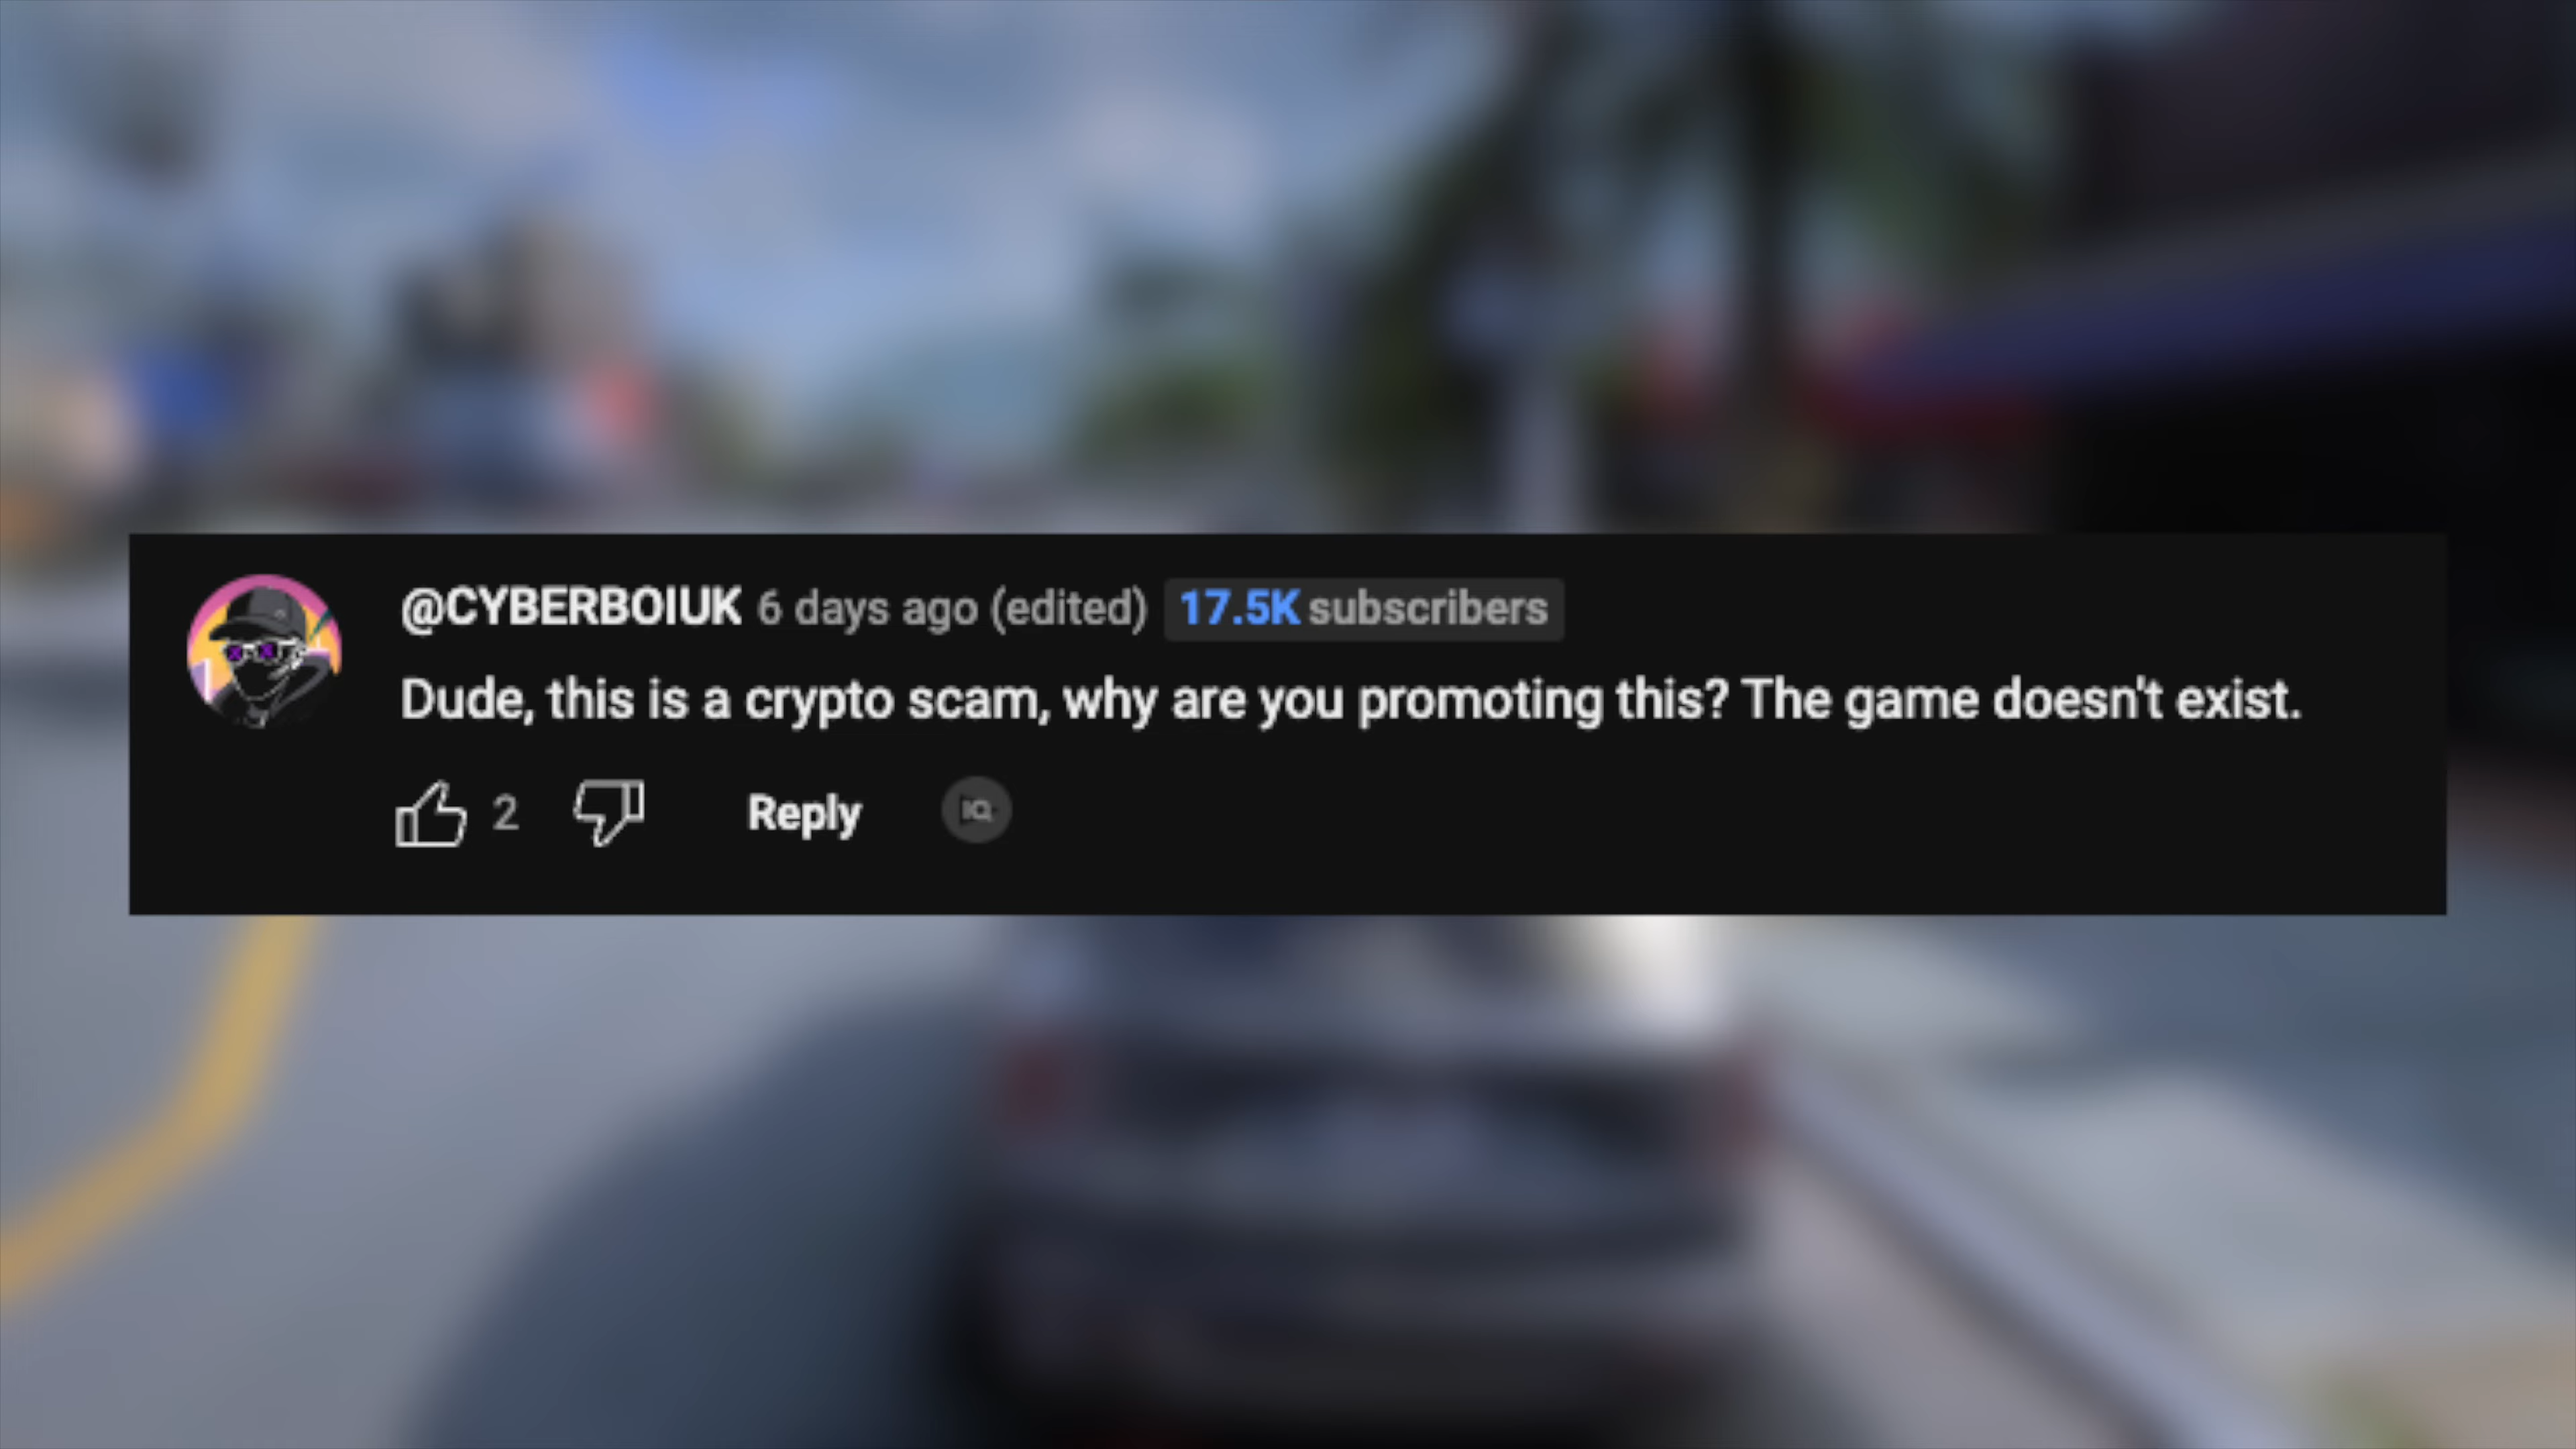 @CYBERBOIUK 6 days ago (edited) 17.5K subscribers
Dude, this is a crypto scam, why are you promoting this? The game doesn't exist.
2 Reply IQ